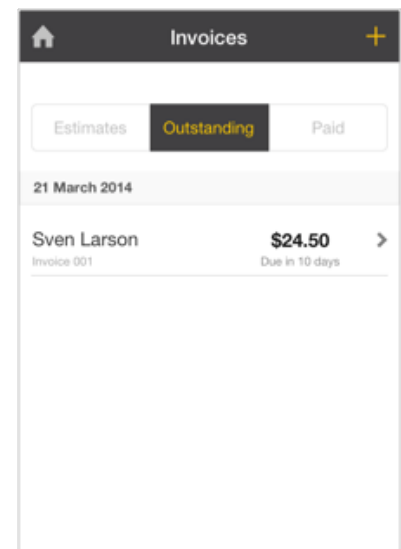 Invoices
Estimates Outstanding Paid
21 March 2014
Sven Larson $24.50
Invoice 001 Due in 10 days